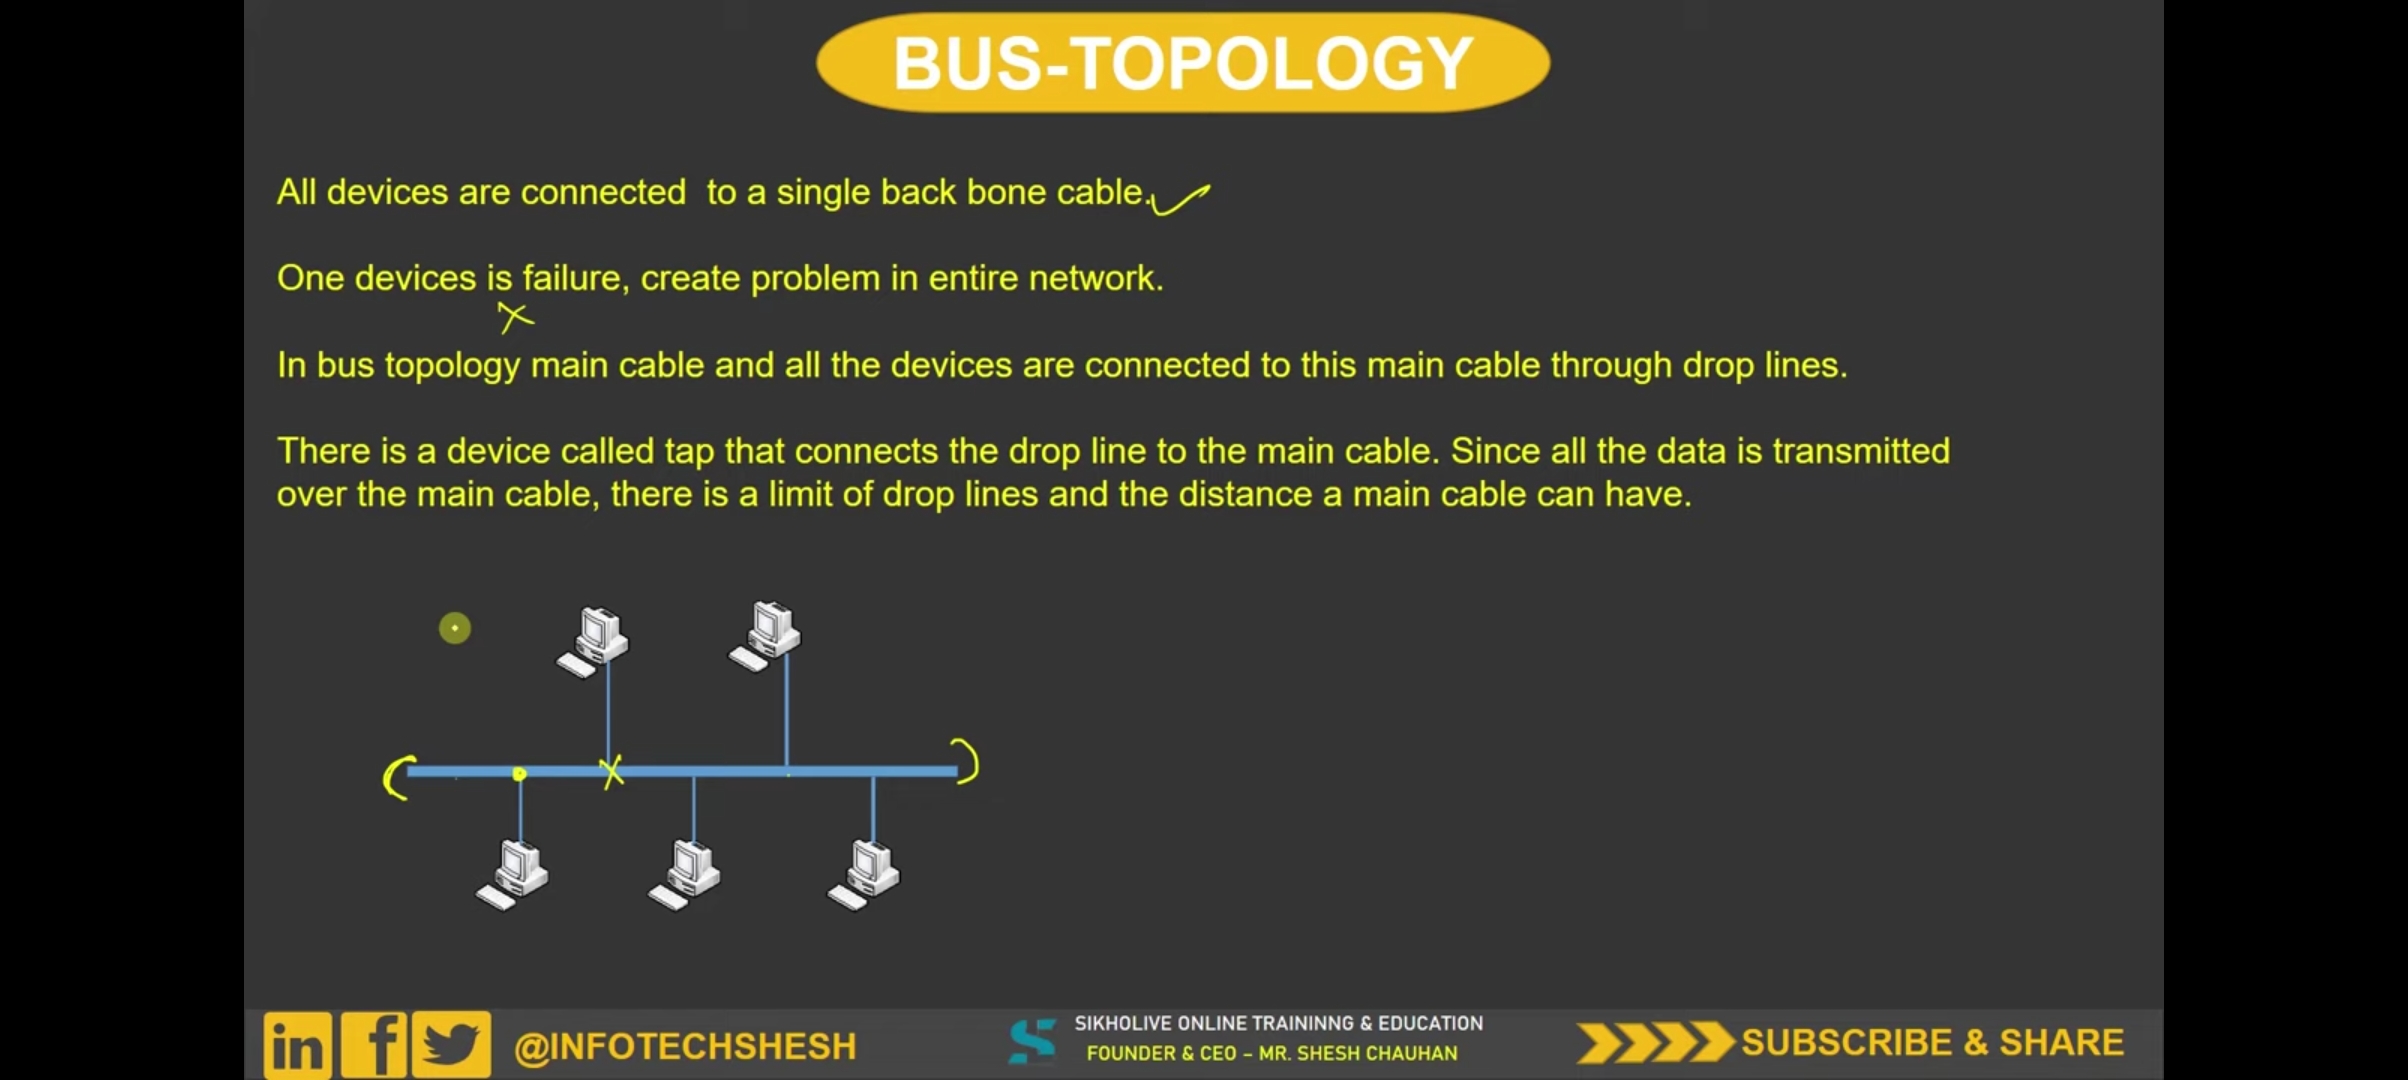 BUS-TOPOLOGY
All devices are connected  to a single back bone cable.
One devices is failure, create problem in entire network.
In bus topology main cable and all the devices are connected to this main cable through drop lines.
There is a device called tap that connects the drop line to the main cable. Since all the data is transmitted
over the main cable, there is a limit of drop lines and the distance a main cable can have.
in f @INFOTECHSHESH
SIKHOLIVE ONLINE TRAININNG & EDUCATION
FOUNDER & CEO – MR. SHESH CHAUHAN
SUBSCRIBE & SHARE